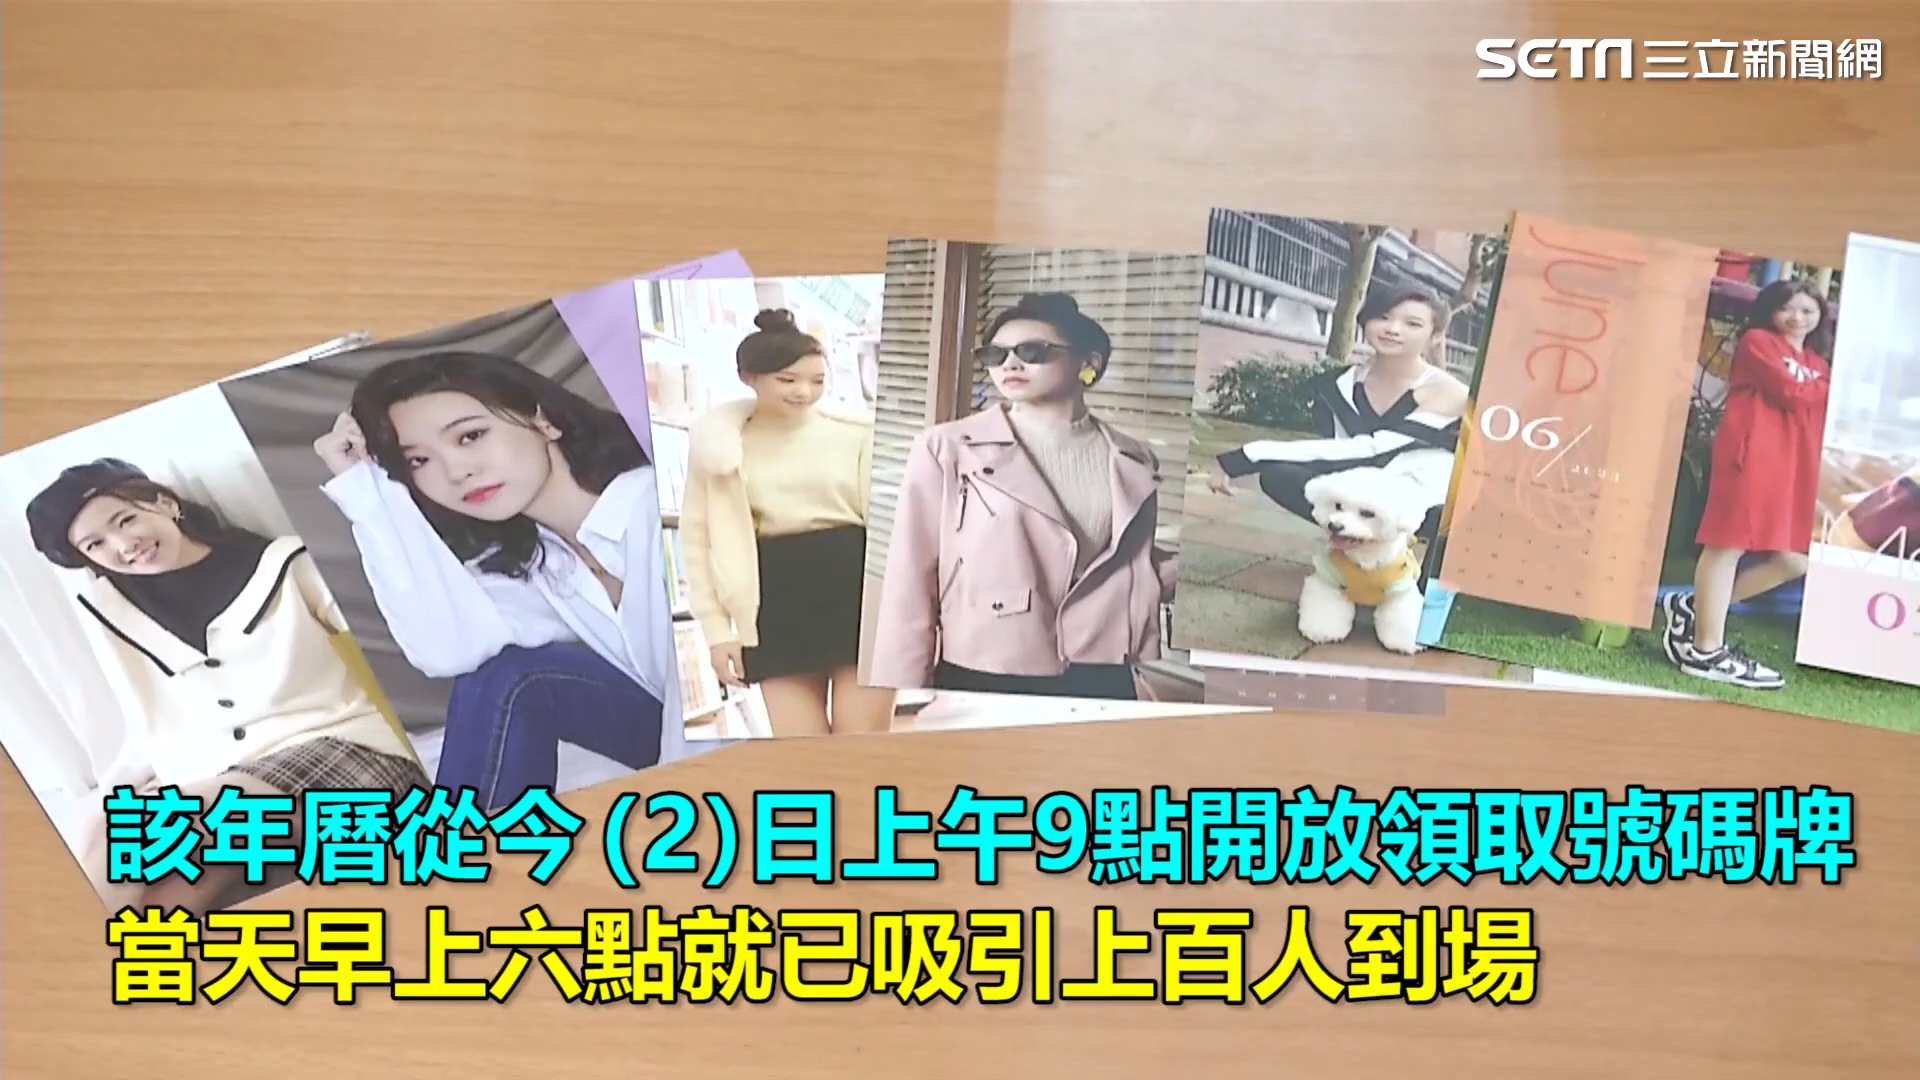 SETN三立新聞網
June
06/2023
該年曆從今(2)日上午9點開放領取號碼牌
當天早上六點就已吸引上百人到場